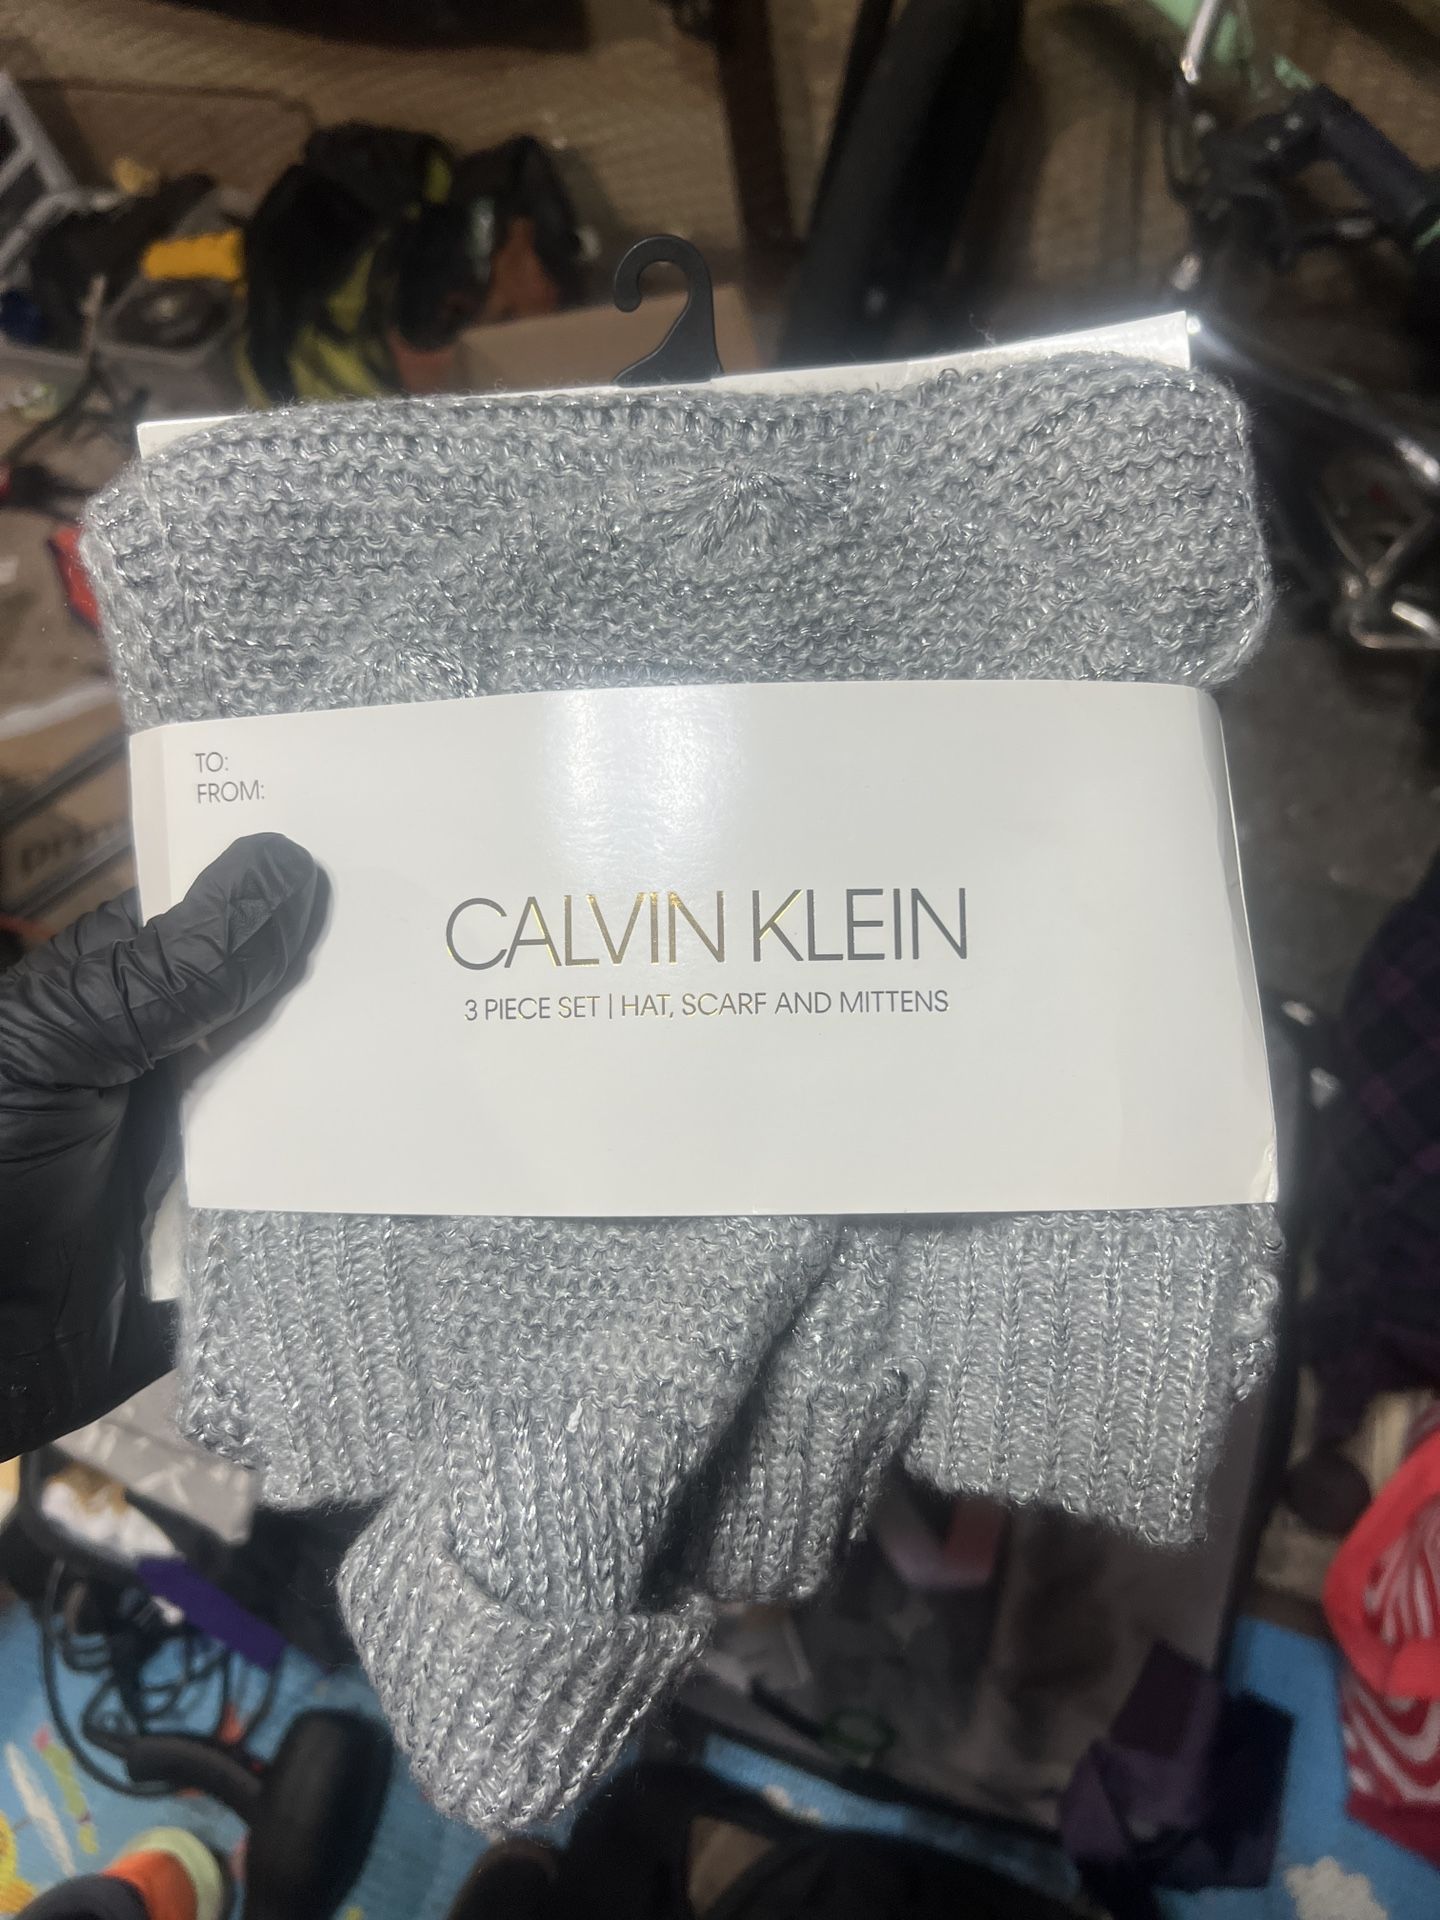 TO:
FROM:
CALVIN KLEIN
3 PIECE SET | HAT, SCARF AND MITTENS